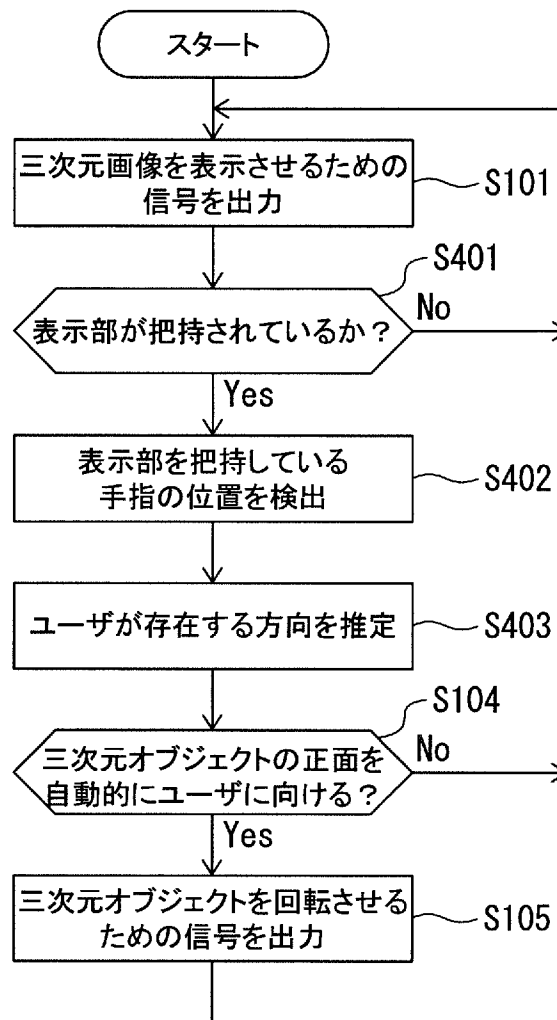 スタート
三次元画像を表示させるための
信号を出力
S101
S401
表示部が把持されているか？
No
Yes
表示部を把持している
手指の位置を検出
S402
ユーザが存在する方向を推定
S403
S104
三次元オブジェクトの正面を
自動的にユーザに向ける？
No
Yes
三次元オブジェクトを回転させる
ための信号を出力
S105